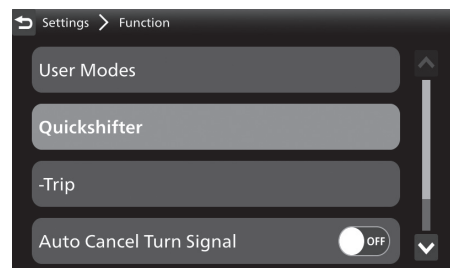 Settings > Function
User Modes
Quickshifter
-Trip
Auto Cancel Turn Signal OFF